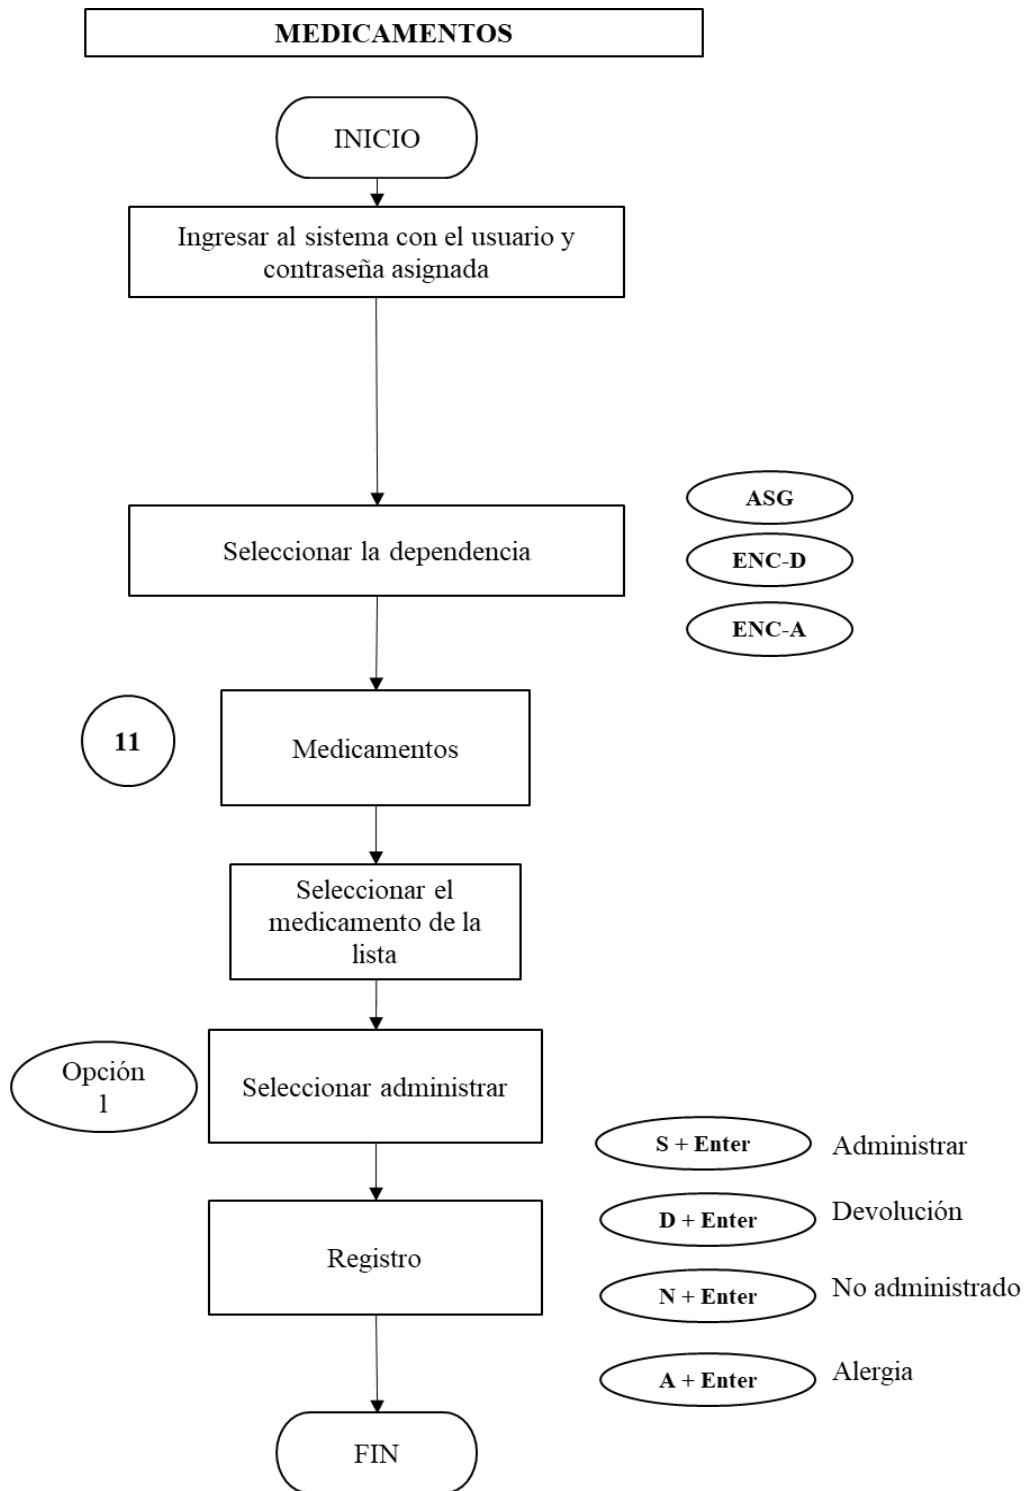 MEDICAMENTOS
INICIO
Ingresar al sistema con el usuario y
contraseña asignada
Seleccionar la dependencia
ASG
ENC-D
ENC-A
11
Medicamentos
Seleccionar el
medicamento de la
lista
Opción
1
Seleccionar administrar
Registro
S + Enter Administrar
D + Enter Devolución
N + Enter No administrado
A + Enter Alergia
FIN